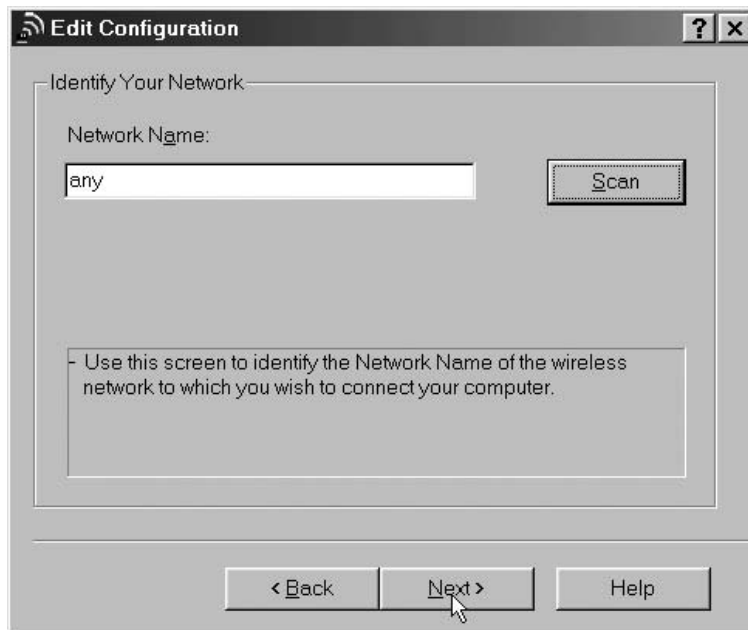 Edit Configuration
Identify Your Network
Network Name:
any
Scan
- Use this screen to identify the Network Name of the wireless
network to which you wish to connect your computer.
< Back
Next >
Help